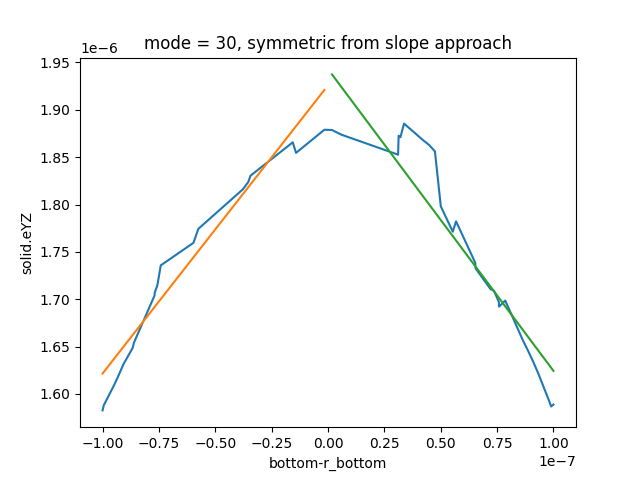 mode = 30, symmetric from slope approach
1e−6
1.95
1.90
1.85
1.80
1.75
1.70
1.65
1.60
solid.eYZ
−1.00 −0.75 −0.50 −0.25 0.00 0.25 0.50 0.75 1.00
1e−7
bottom-r_bottom